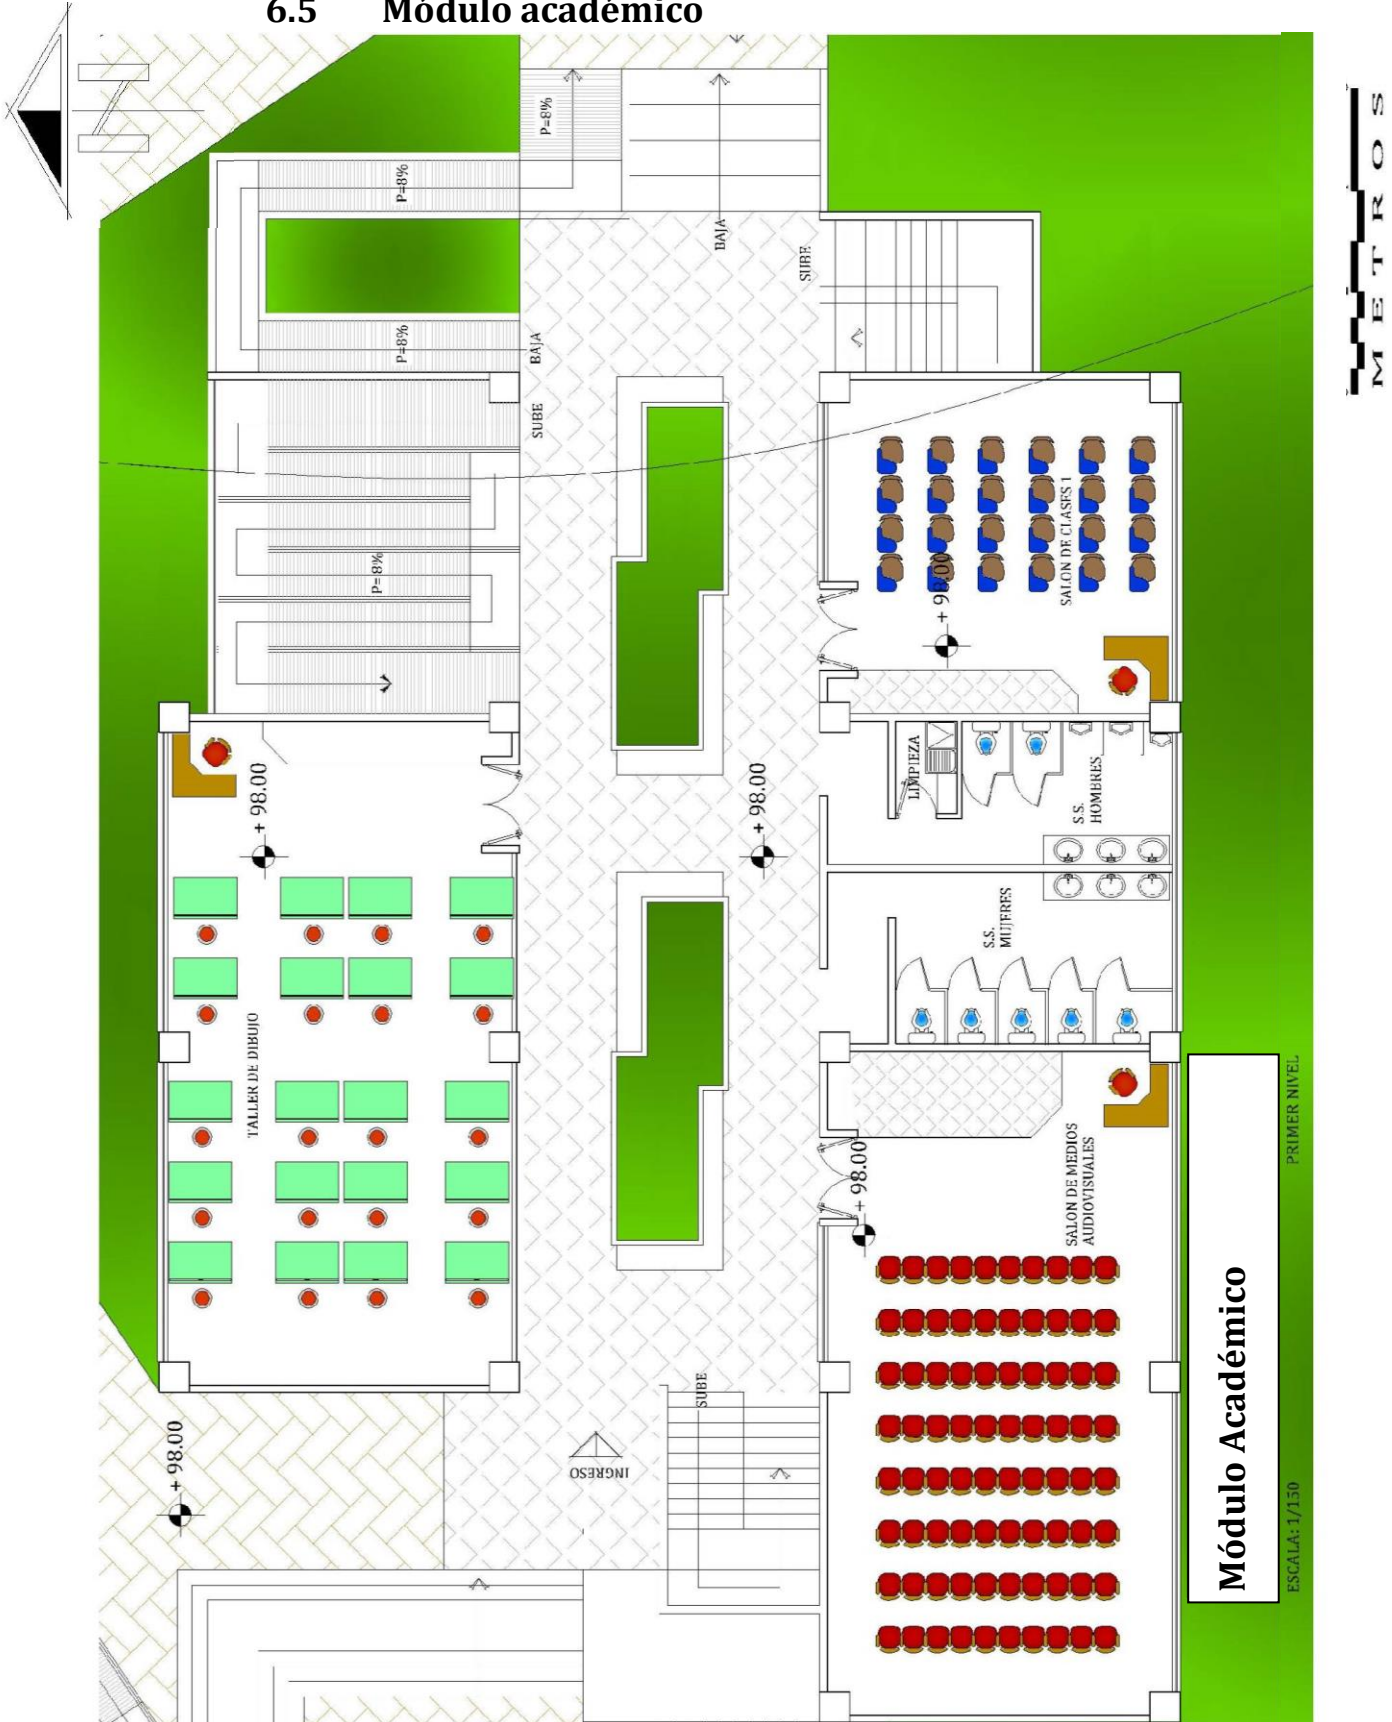 6.5 Módulo académico
N
METROS
P=8%
P=8%
BAJA
SUBE
P=8%
BAJA
SUBE
P=8%
SALON DE CLASES 1
+ 98.00
+ 98.00
+ 98.00
LIMPIEZA
S.S.
HOMBRES
S.S.
MUJERES
TALLER DE DIBUJO
SALON DE MEDIOS
AUDIOVISUALES
+ 98.00
SUBE
INGRESO
+ 98.00
Módulo Académico
PRIMER NIVEL
ESCALA: 1/150